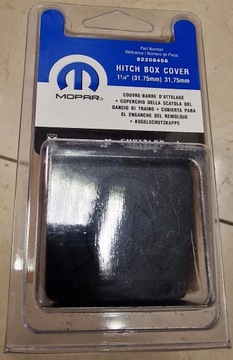 Part Number
Référence / Número de Pieza
82208456
HITCH BOX COVER
1¼" (31.75mm) 31,75mm
MOPAR
COUVRE-BARRE D'ATTELAGE
• COPERCHIO DELLA SCATOLA DEL
GANCIO DI TRAINO • CUBIERTA PARA
EL ENGANCHE DEL REMOLQUE
• KUGELSCHUTZKAPPE